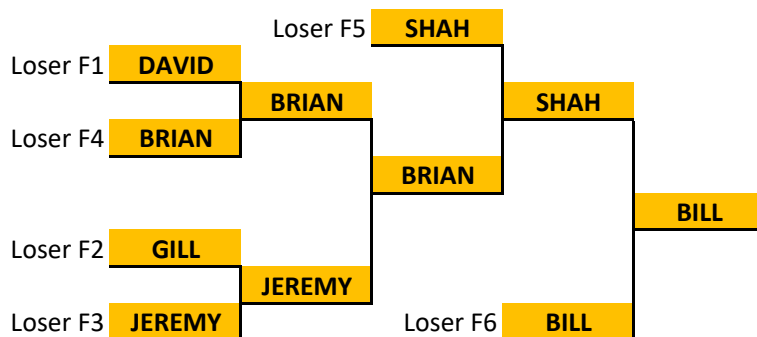 Loser F5 SHAH
Loser F1 DAVID
BRIAN SHAH
Loser F4 BRIAN
BRIAN
BILL
Loser F2 GILL
JEREMY
Loser F3 JEREMY Loser F6 BILL